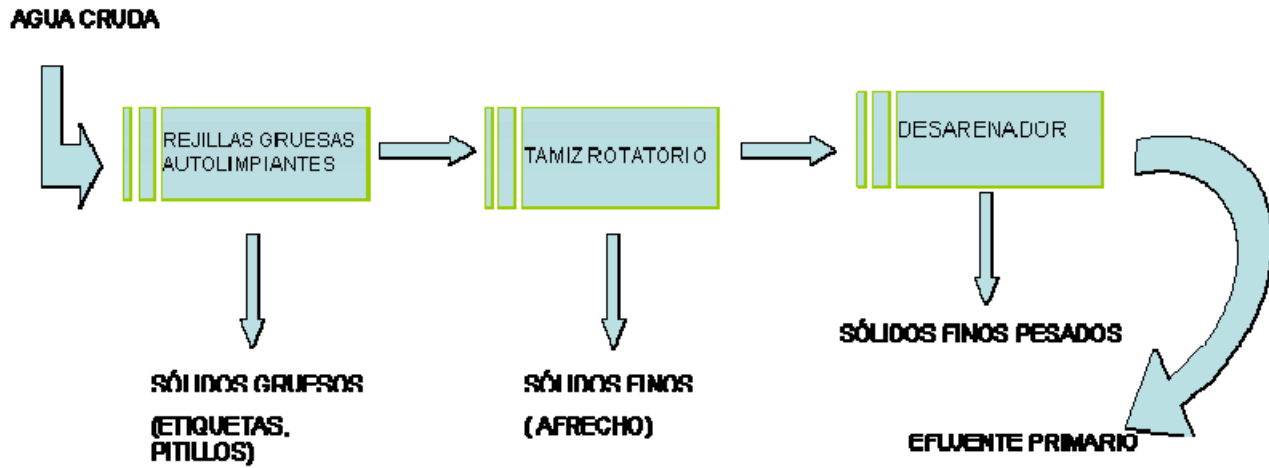 AGUA CRUDA
REJILLAS GRUESAS
AUTOLIMPIANTES
TAMIZ ROTATORIO
DESARENADOR
SÓLIDOS GRUESOS
(ETIQUETAS,
PITILLOS)
SÓLIDOS FINOS
( AFRECHO)
SÓLIDOS FINOS PESADOS
EFLUENTE PRIMARIO